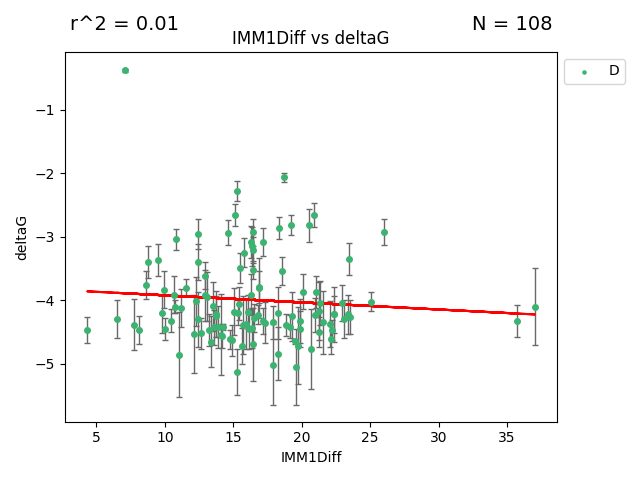 r^2 = 0.01
N = 108
IMM1Diff vs deltaG
D
−1
−2
−3
−4
−5
deltaG
5 10 15 20 25 30 35
IMM1Diff